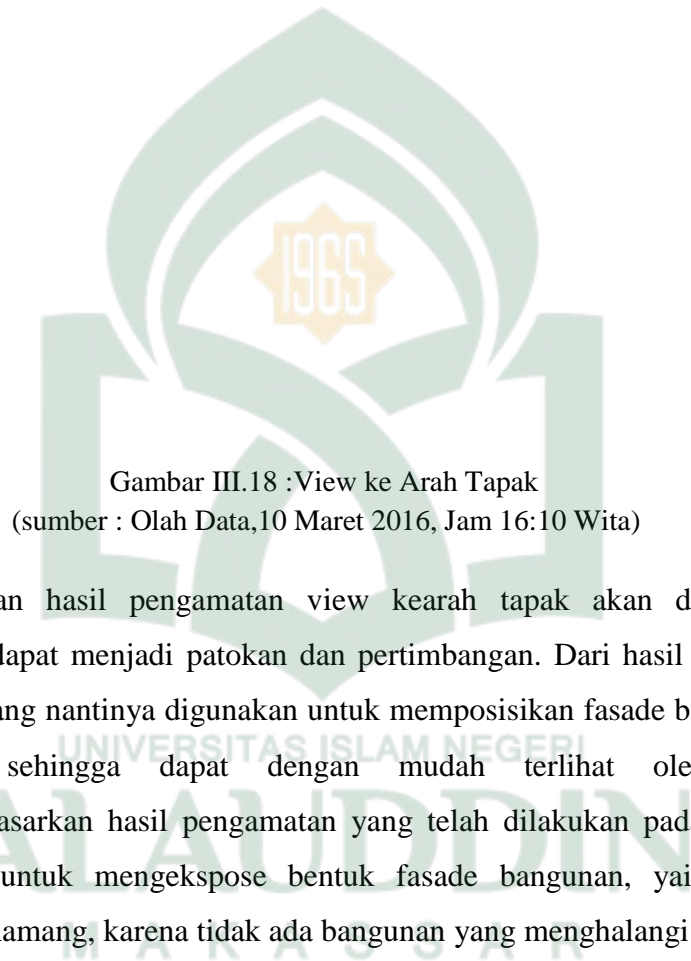 1965
Gambar III.18 :View ke Arah Tapak
(sumber : Olah Data,10 Maret 2016, Jam 16:10 Wita)
an hasil pengamatan view kearah tapak akan d
dapat menjadi patokan dan pertimbangan. Dari hasil
ang nantinya digunakan untuk memposisikan fasade b
UNIVERSITAS ISLAM NEGERI
sehingga dapat dengan mudah terlihat ole
ALAUDDIN
asarkan hasil pengamatan yang telah dilakukan pada
untuk mengekspose bentuk fasade bangunan, yai
lamang, karena tidak ada bangunan yang menghalangi
M A K A S S A R